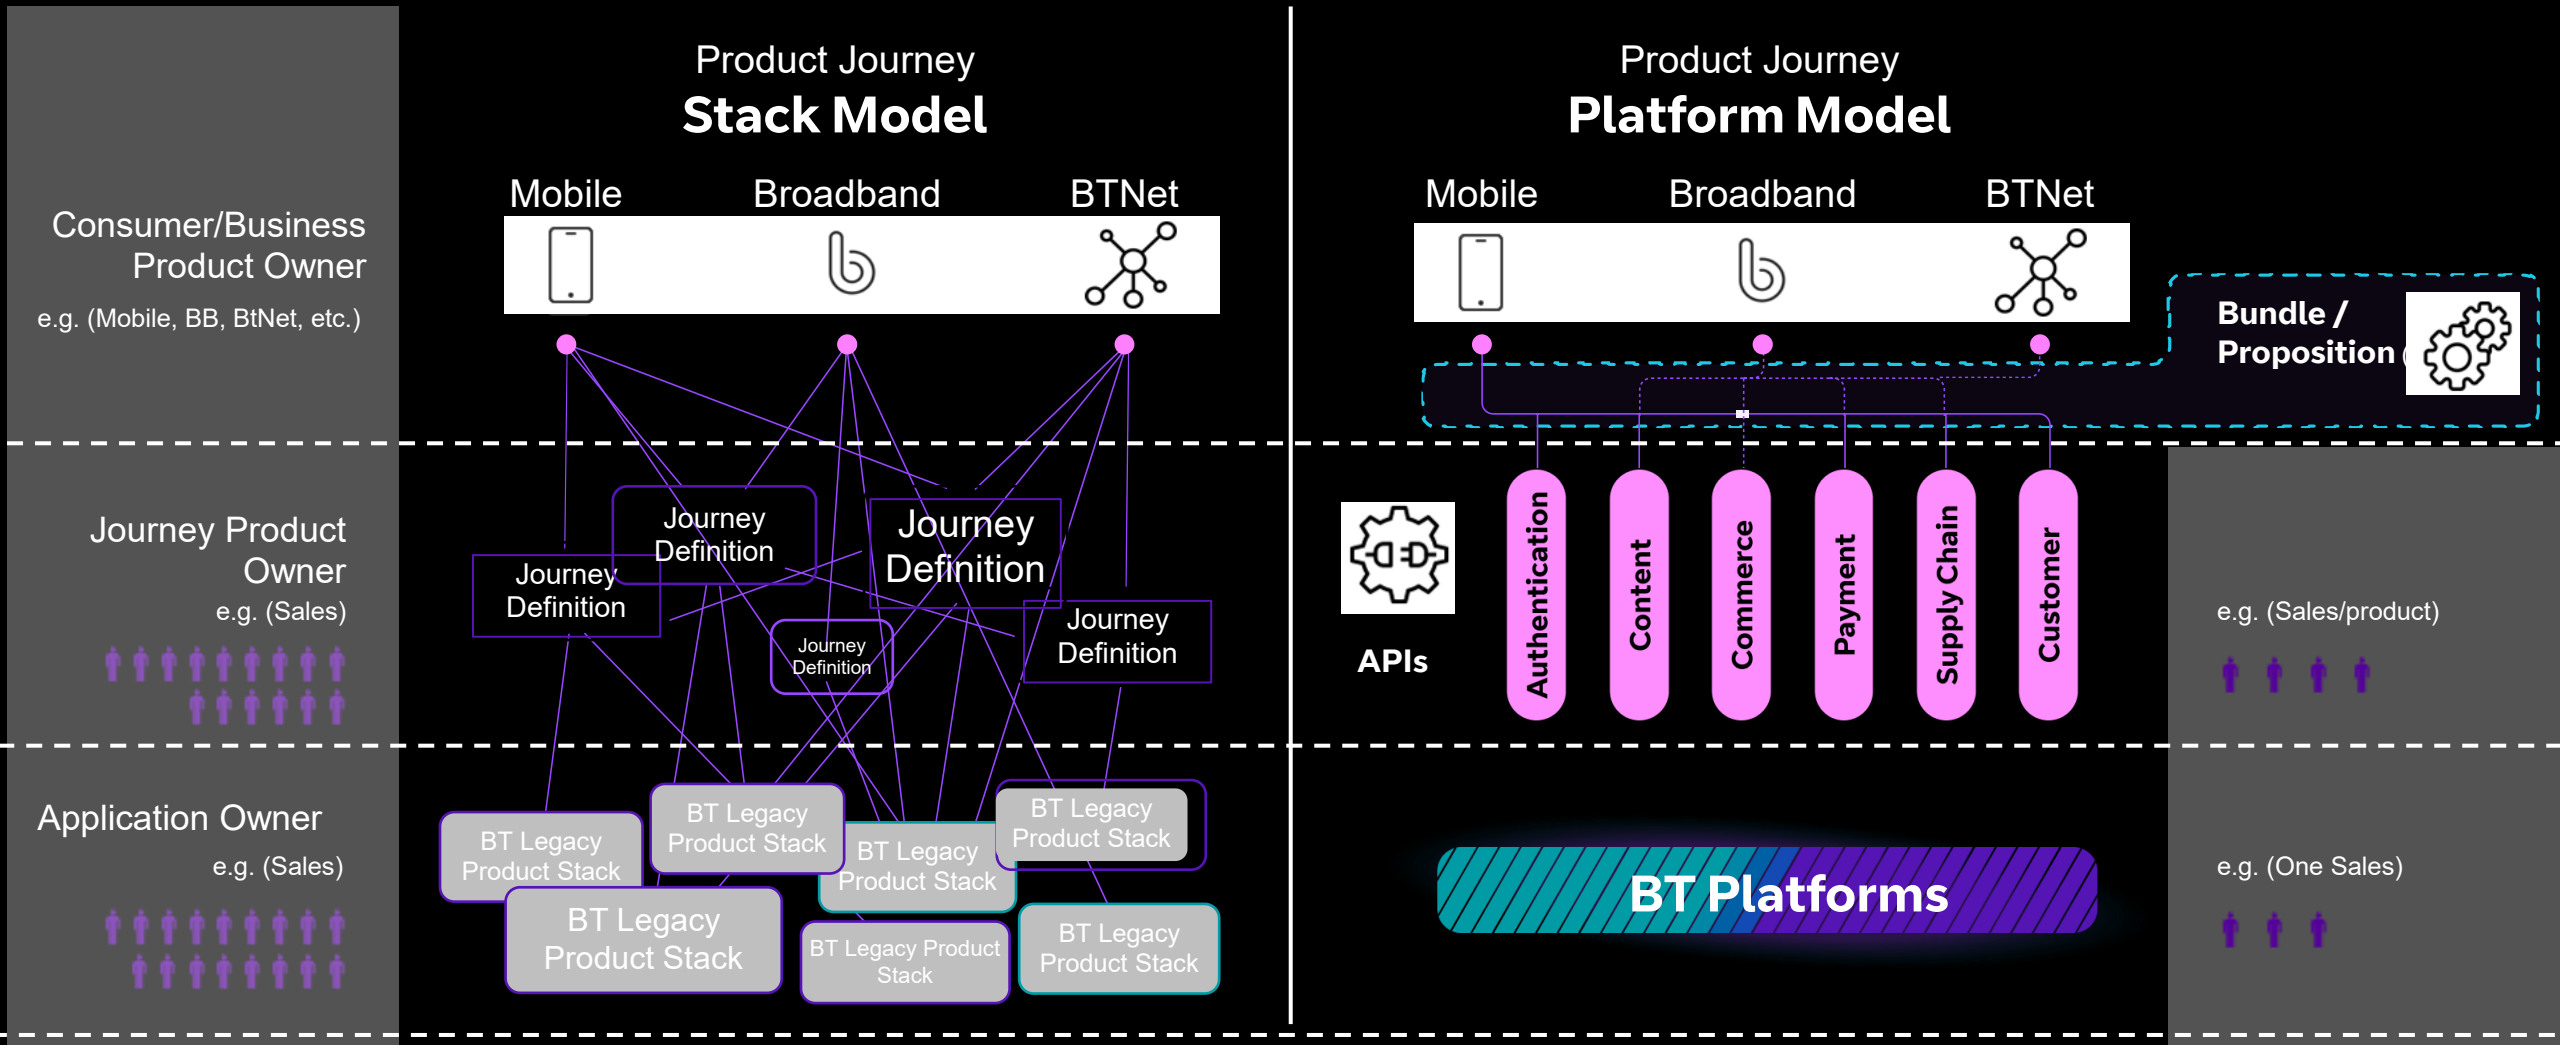 Product Journey
Stack Model
Mobile
Broadband
BTNet
Consumer/Business
Product Owner
e.g. (Mobile, BB, BtNet, etc.)
Journey Product
Owner
e.g. (Sales)
Journey
Definition
Journey
Definition
Journey
Definition
Journey
Definition
Journey
Definition
Application Owner
e.g. (Sales)
BT Legacy
Product Stack
BT Legacy
Product Stack
BT Legacy
Product Stack
BT Legacy
Product Stack
BT Legacy
Product Stack
BT Legacy Product
Stack
BT Legacy
Product Stack
Product Journey
Platform Model
Mobile
Broadband
BTNet
Bundle /
Proposition (
APIs
Authentication
Content
Commerce
Payment
Supply Chain
Customer
e.g. (Sales/product)
BT Platforms
e.g. (One Sales)